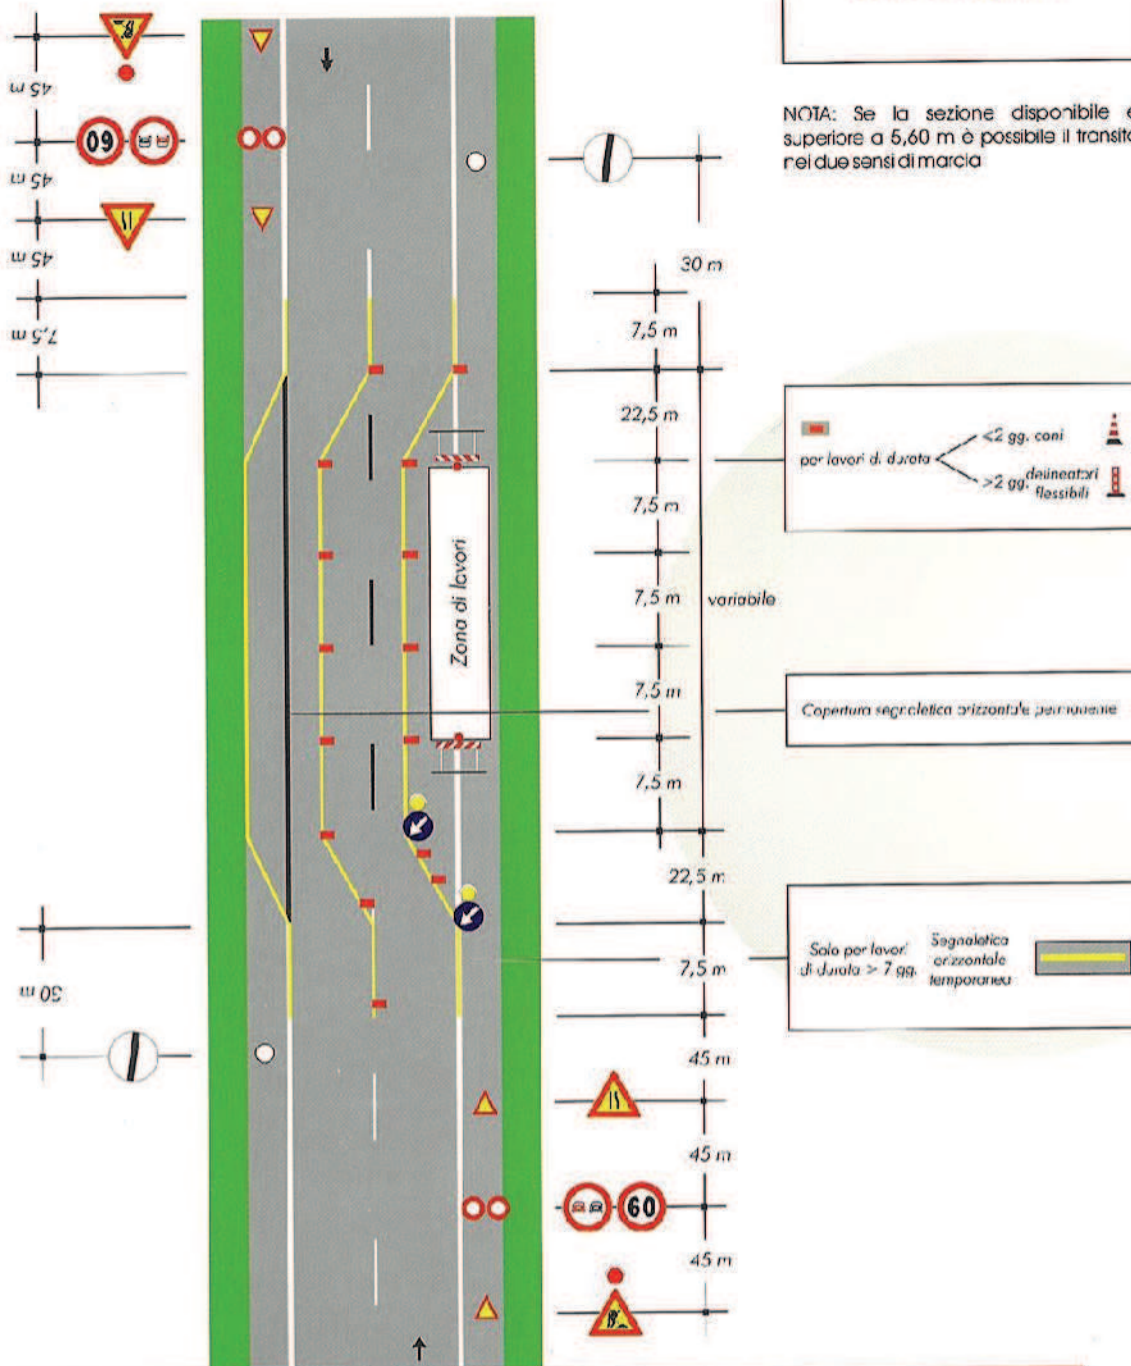 NOTA: Se la sezione disponibile è
superiore a 5,60 m è possibile il transito
nei due sensi di marcia
45 m
60
45 m
45 m
7,5 m
30 m
7,5 m
22,5 m
7,5 m
7,5 m
variabile
7,5 m
7,5 m
22,5 m
7,5 m
45 m
45 m
60
45 m
30 m
Zona di lavori
per lavori di durata
<2 gg. coni
>2 gg. delineatori
flessibili
Copertura segnaletica orizzontale permanente
Solo per lavori
di durata > 7 gg.
Segnaletica
orizzontale
temporanea